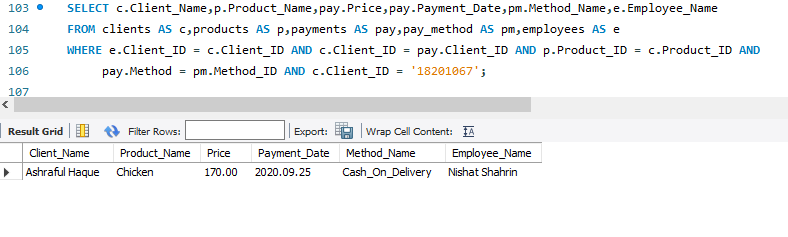 103 SELECT c.Client_Name,p.Product_Name,pay.Price,pay.Payment_Date,pm.Method_Name,e.Employee_Name
104 FROM clients AS c,products AS p,payments AS pay,pay_method AS pm,employees AS e
105 WHERE e.Client_ID = c.Client_ID AND c.Client_ID = pay.Client_ID AND p.Product_ID = c.Product_ID AND
106 pay.Method = pm.Method_ID AND c.Client_ID = '18201067';
107
Result Grid Filter Rows: Export: Wrap Cell Content: IA
Client_Name Product_Name Price Payment_Date Method_Name Employee_Name
Ashraful Haque Chicken 170.00 2020.09.25 Cash_On_Delivery Nishat Shahrin